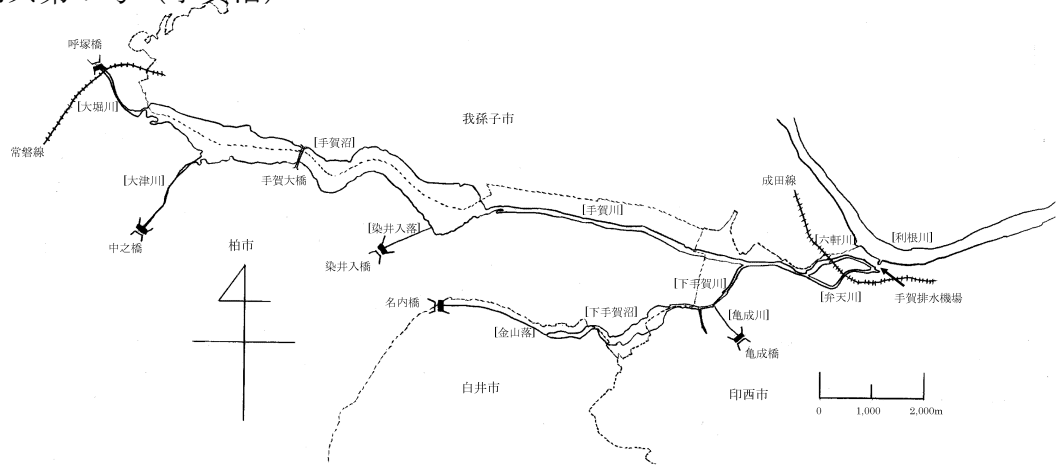 呼塚橋
我孫子市
[大堀川]
常磐線
[手賀沼]
手賀大橋
[大津川]
中之橋
柏市
[染井入落]
染井入橋
[手賀川]
成田線
[六軒川]
[利根川]
[弁天川]
手賀排水機場
[下手賀川]
名内橋
[下手賀沼]
[金山落]
[亀成川]
亀成橋
白井市
印西市
0 1,000 2,000m